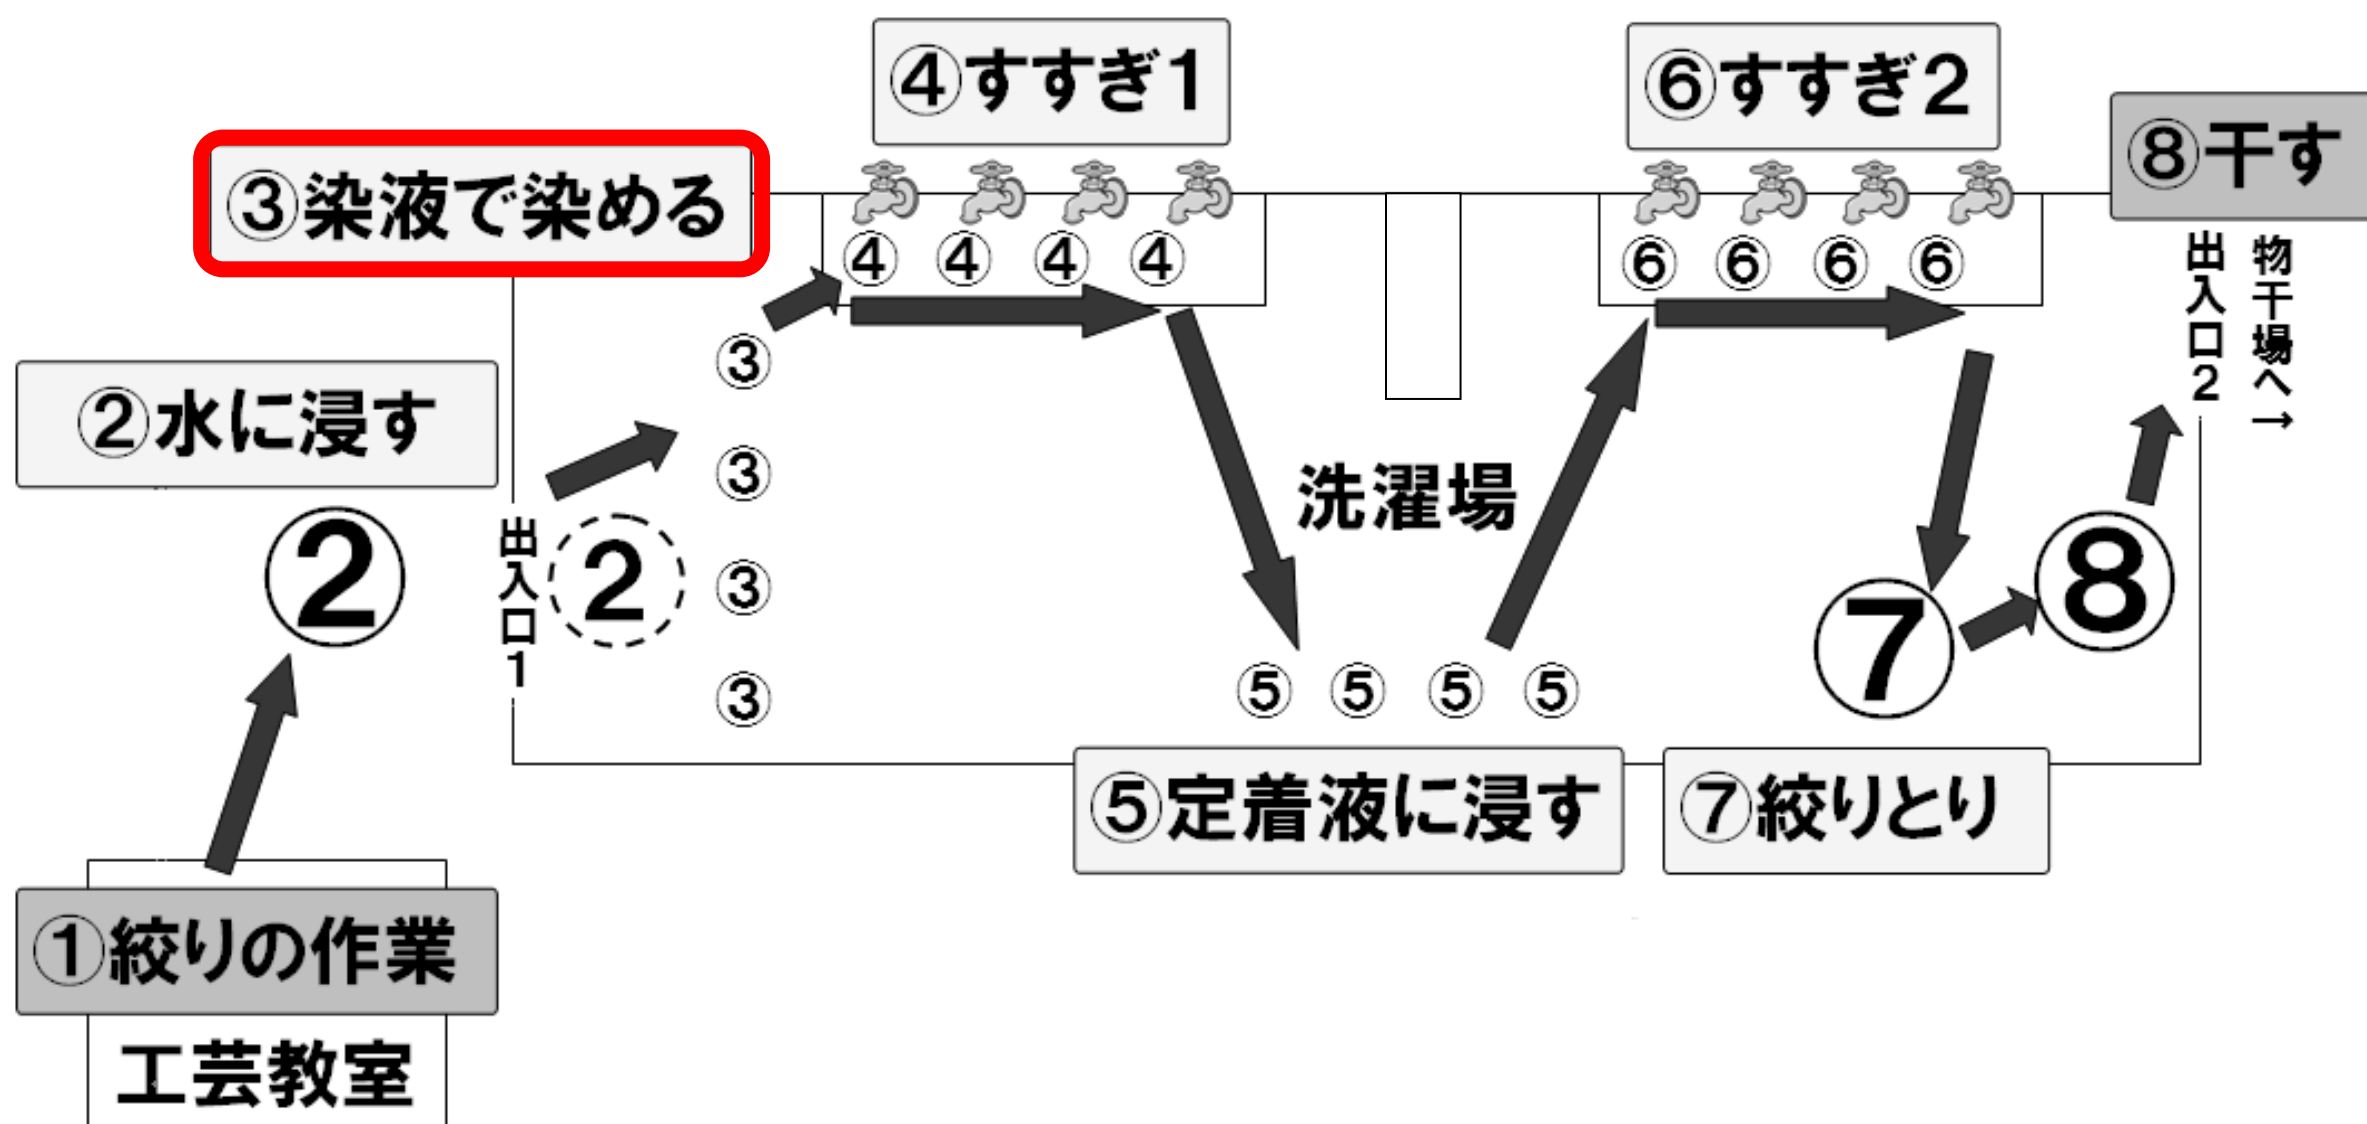 ④すすぎ1
⑥すすぎ2
⑧干す
③染液で染める
④ ④ ④ ④
⑥ ⑥ ⑥ ⑥
出入口2
物干場へ→
③
②水に浸す
③
洗濯場
②
出入口1
②
③
⑧
⑦
③
⑤ ⑤ ⑤ ⑤
⑤定着液に浸す
⑦絞りとり
①絞りの作業
工芸教室